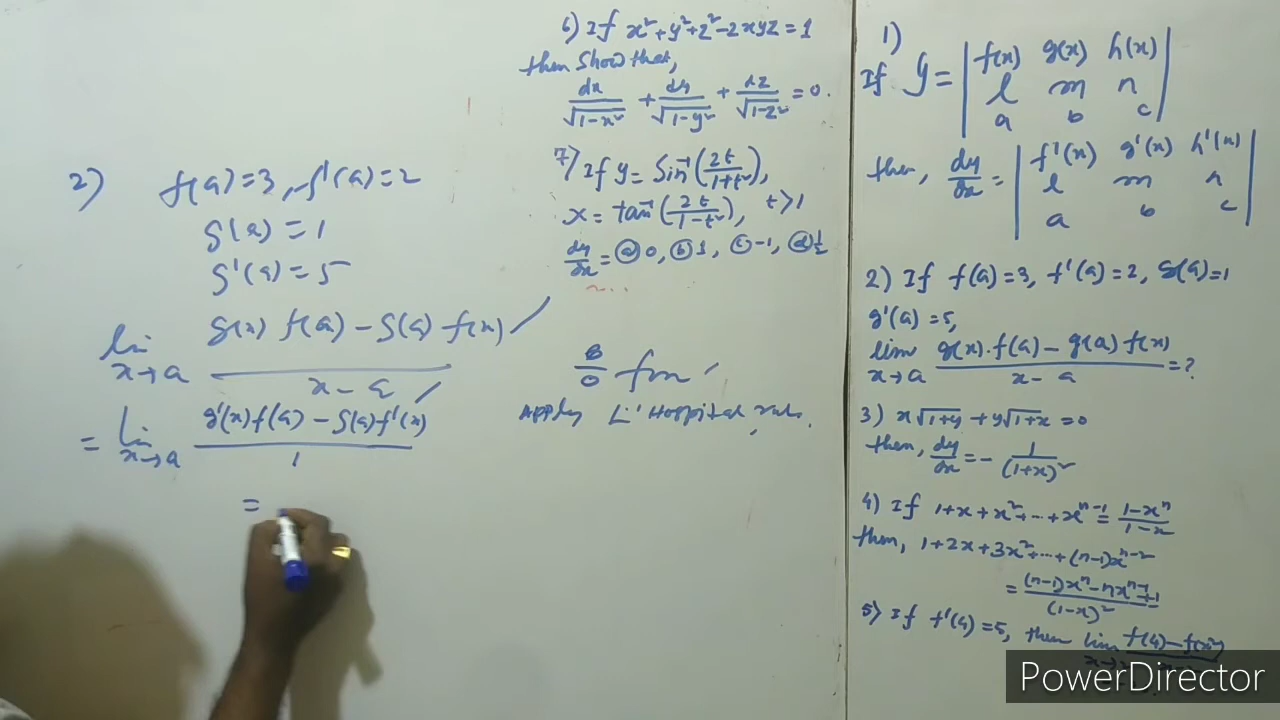 2) f(a)=3, f'(a)=2
g(a) = 1
g'(a) = 5
lim x→a g(x) f(a) - g(a) f(x) / x - a
0/0 form
Apply L' Hospital rule.
= lim x→a g'(x) f(a) - g(a) f'(x) / 1
=
6) If x²+y²+z²-2xyz=1
then show that,
dx/√1-x² + dy/√1-y² + dz/√1-z² = 0.
7) If y = Sin⁻¹(2t/1+t²),
x = tan⁻¹(2t/1-t²), t>1
dy/dx = ⓐ 0, ⓑ 1, ⓒ -1, ⓓ 1/2
1)
If y = | f(x) g(x) h(x) |
| l m n |
| a b c |
then, dy/dx = | f'(x) g'(x) h'(x) |
| l m n |
| a b c |
2) If f(a)=3, f'(a)=2, g(a)=1
g'(a)=5,
lim x→a g(x).f(a) - g(a) f(x) / x - a = ?
3) x√1+y + y√1+x = 0
then, dy/dx = - 1/(1+x)²
4) If 1+x+x²+...+xⁿ⁻¹ = 1-xⁿ/1-x
then, 1+2x+3x²+...+(n-1)xⁿ⁻²
= (n-1)xⁿ-nxⁿ⁻¹+1/(1-x)²
5) If f'(4)=5, then lim f(4)-f(x²)
PowerDirector